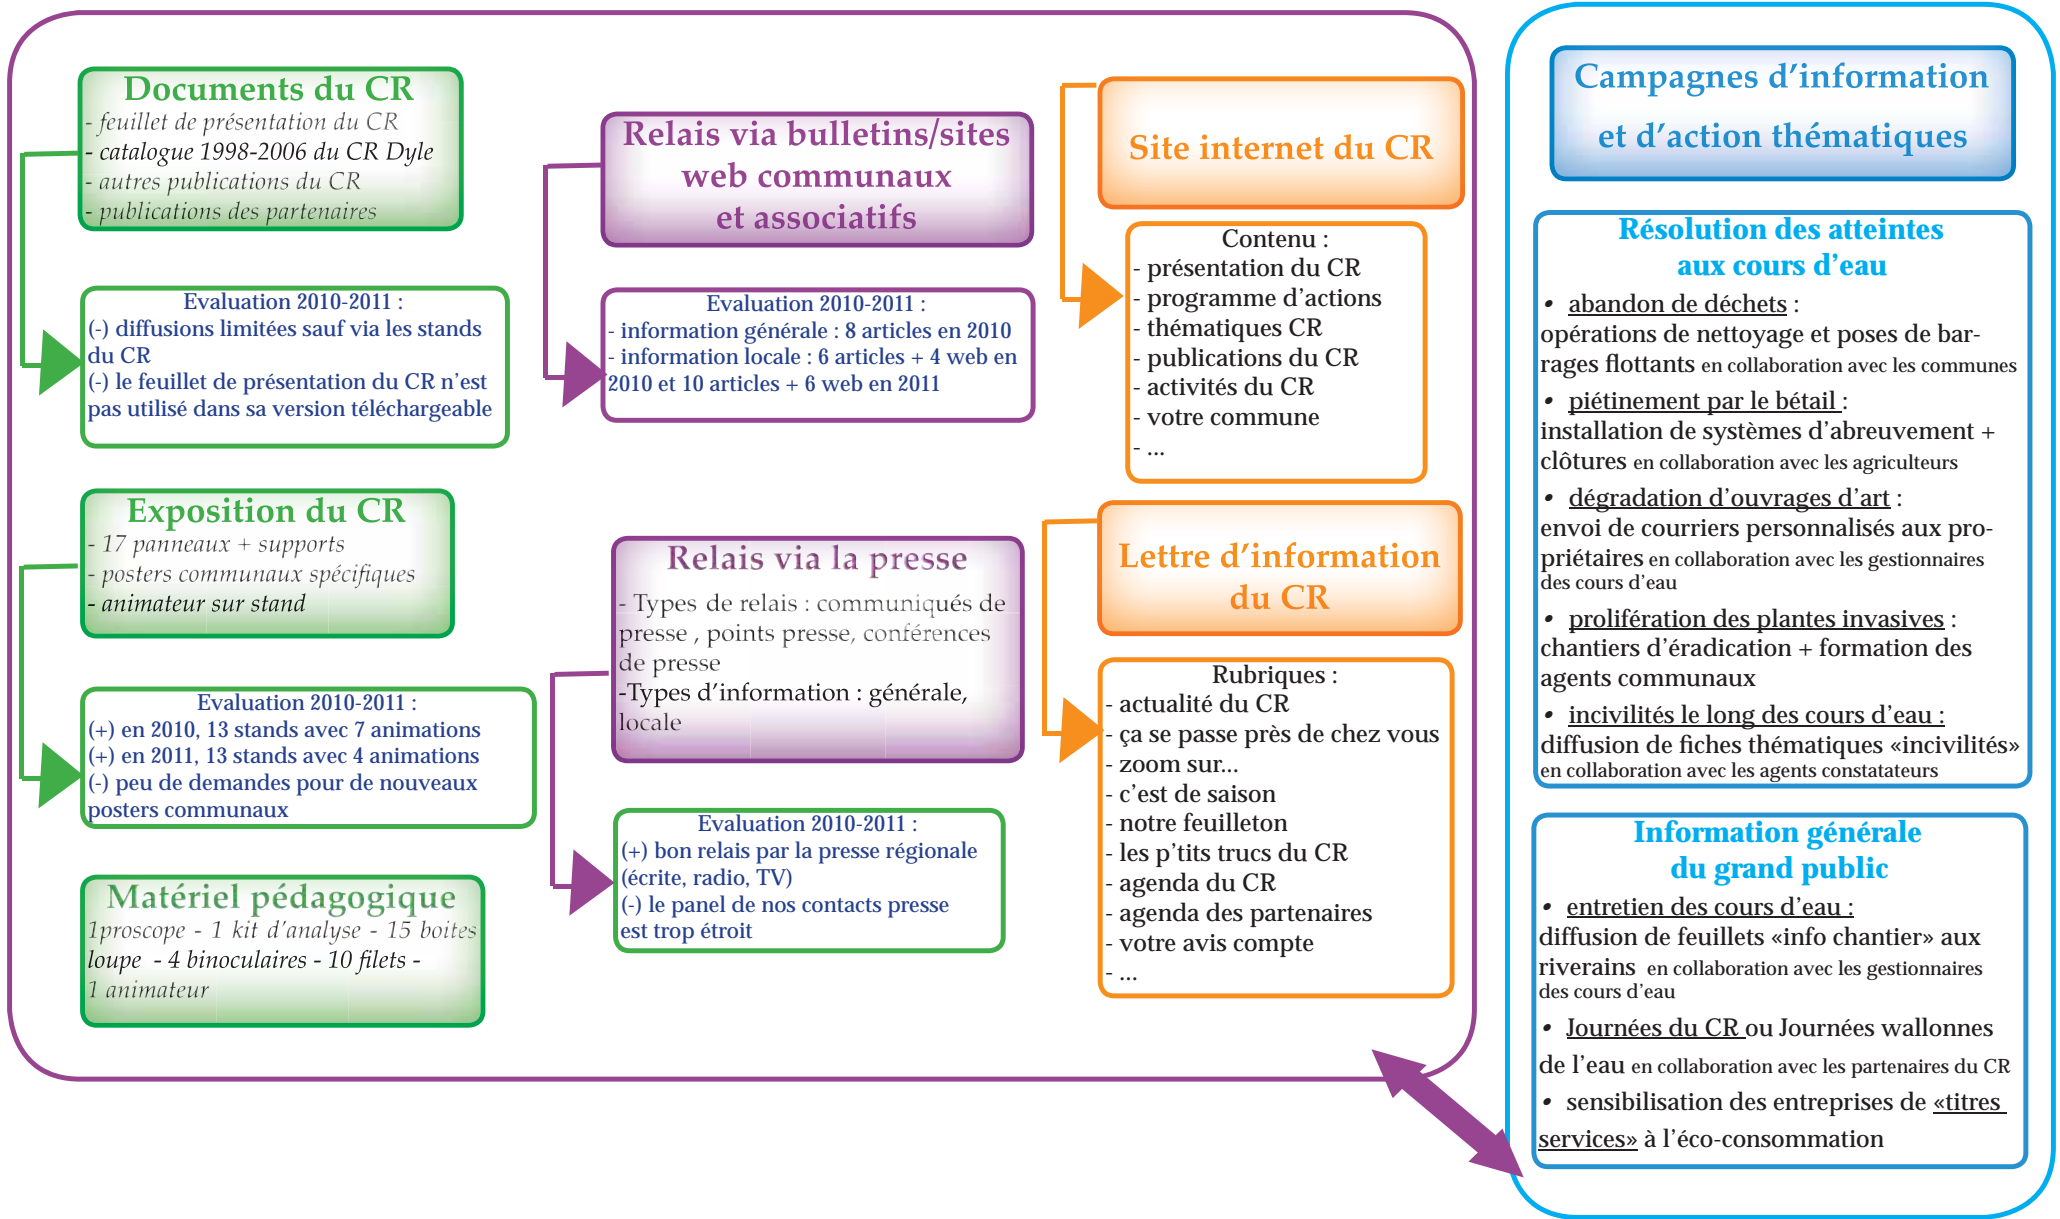 Documents du CR
- feuillet de présentation du CR
- catalogue 1998-2006 du CR Dyle
- autres publications du CR
- publications des partenaires
Evaluation 2010-2011 :
(-) diffusions limitées sauf via les stands
du CR
(-) le feuillet de présentation du CR n'est
pas utilisé dans sa version téléchargeable
Exposition du CR
- 17 panneaux + supports
- posters communaux spécifiques
- animateur sur stand
Evaluation 2010-2011 :
(+) en 2010, 13 stands avec 7 animations
(+) en 2011, 13 stands avec 4 animations
(-) peu de demandes pour de nouveaux
posters communaux
Matériel pédagogique
1proscope - 1 kit d'analyse - 15 boites
loupe - 4 binoculaires - 10 filets -
1 animateur
Relais via bulletins/sites
web communaux
et associatifs
Evaluation 2010-2011 :
- information générale : 8 articles en 2010
- information locale : 6 articles + 4 web en
2010 et 10 articles + 6 web en 2011
Relais via la presse
- Types de relais : communiqués de
presse , points presse, conférences
de presse
-Types d'information : générale,
locale
Evaluation 2010-2011 :
(+) bon relais par la presse régionale
(écrite, radio, TV)
(-) le panel de nos contacts presse
est trop étroit
Site internet du CR
Contenu :
- présentation du CR
- programme d'actions
- thématiques CR
- publications du CR
- activités du CR
- votre commune
- ...
Lettre d'information
du CR
Rubriques :
- actualité du CR
- ça se passe près de chez vous
- zoom sur...
- c'est de saison
- notre feuilleton
- les p'tits trucs du CR
- agenda du CR
- agenda des partenaires
- votre avis compte
- ...
Campagnes d'information
et d'action thématiques
Résolution des atteintes
aux cours d'eau
• abandon de déchets :
opérations de nettoyage et poses de bar-
rages flottants en collaboration avec les communes
• piétinement par le bétail :
installation de systèmes d'abreuvement +
clôtures en collaboration avec les agriculteurs
• dégradation d'ouvrages d'art :
envoi de courriers personnalisés aux pro-
priétaires en collaboration avec les gestionnaires
des cours d'eau
• prolifération des plantes invasives :
chantiers d'éradication + formation des
agents communaux
• incivilités le long des cours d'eau :
diffusion de fiches thématiques «incivilités»
en collaboration avec les agents constatateurs
Information générale
du grand public
• entretien des cours d'eau :
diffusion de feuillets «info chantier» aux
riverains en collaboration avec les gestionnaires
des cours d'eau
• Journées du CR ou Journées wallonnes
de l'eau en collaboration avec les partenaires du CR
• sensibilisation des entreprises de «titres
services» à l'éco-consommation